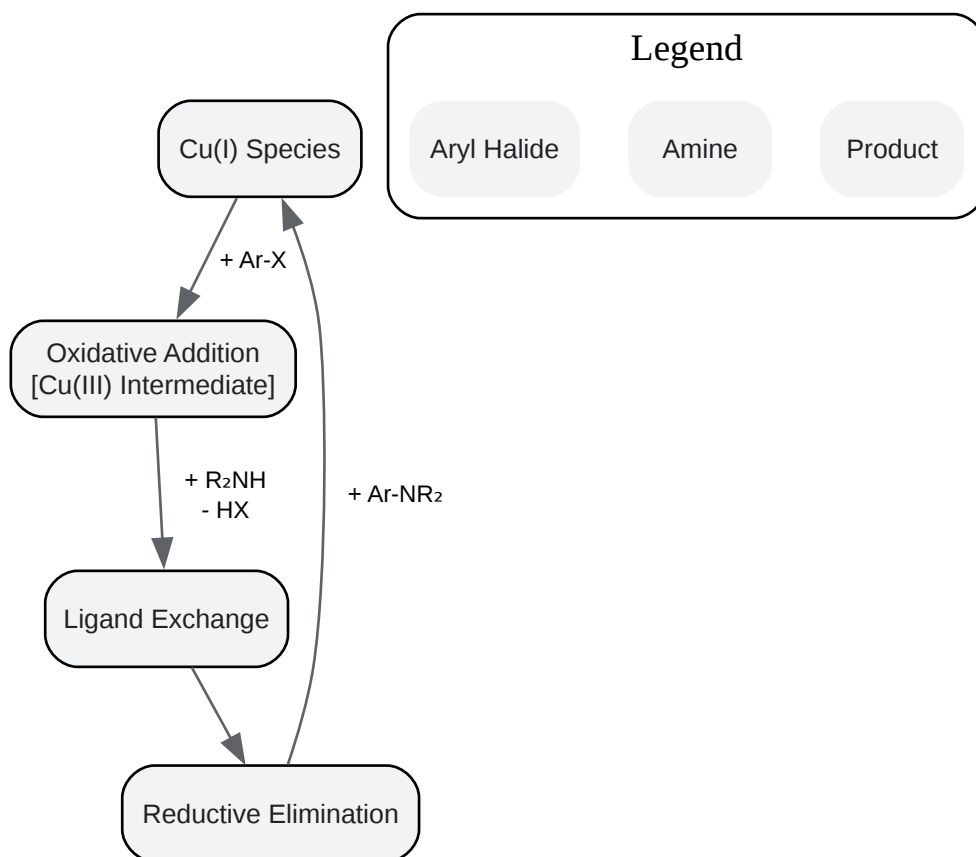 Legend
Aryl Halide
Amine
Product
Cu(I) Species
+ Ar-X
Oxidative Addition
[Cu(III) Intermediate]
+ R₂NH
- HX
+ Ar-NR₂
Ligand Exchange
Reductive Elimination